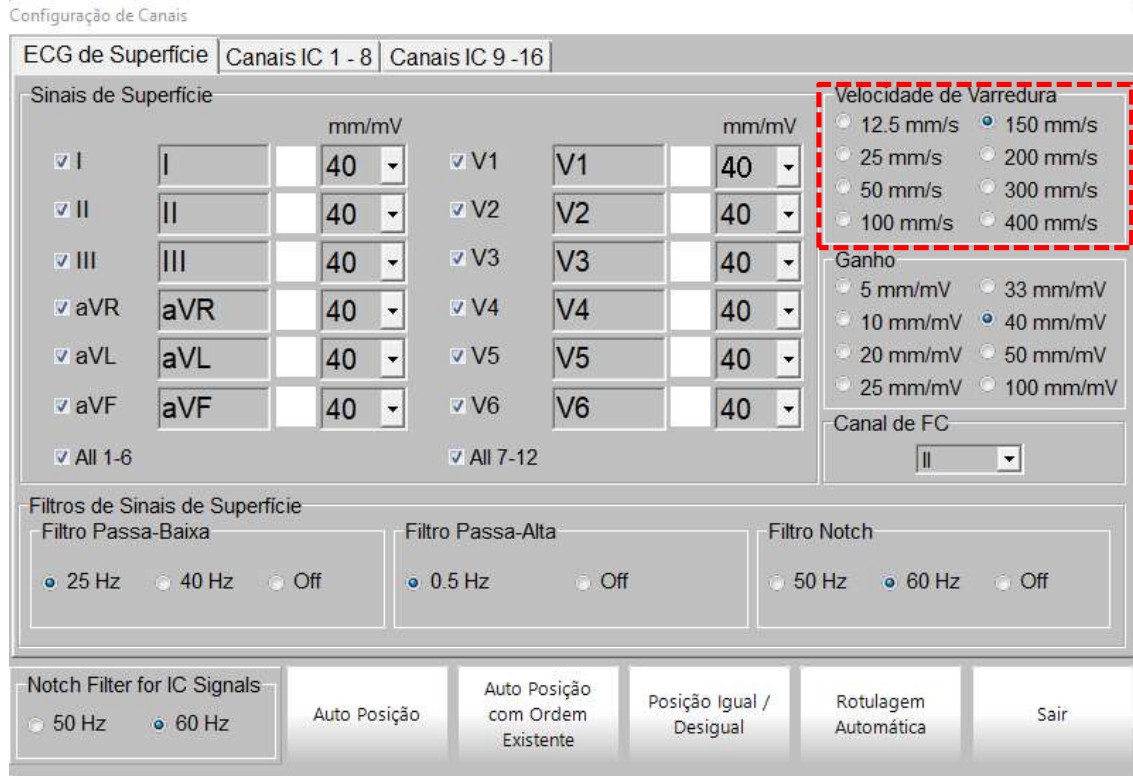 Configuração de Canais
ECG de Superfície Canais IC 1 - 8 Canais IC 9 -16
Sinais de Superfície
mm/mV mm/mV
I I 40 V1 V1 40
II II 40 V2 V2 40
III III 40 V3 V3 40
aVR aVR 40 V4 V4 40
aVL aVL 40 V5 V5 40
aVF aVF 40 V6 V6 40
All 1-6 All 7-12
Velocidade de Varredura
12.5 mm/s 150 mm/s
25 mm/s 200 mm/s
50 mm/s 300 mm/s
100 mm/s 400 mm/s
Ganho
5 mm/mV 33 mm/mV
10 mm/mV 40 mm/mV
20 mm/mV 50 mm/mV
25 mm/mV 100 mm/mV
Canal de FC
II
Filtros de Sinais de Superfície
Filtro Passa-Baixa Filtro Passa-Alta Filtro Notch
25 Hz 40 Hz Off 0.5 Hz Off 50 Hz 60 Hz Off
Notch Filter for IC Signals
50 Hz 60 Hz
Auto Posição
Auto Posição
com Ordem
Existente
Posição Igual /
Desigual
Rotulagem
Automática
Sair